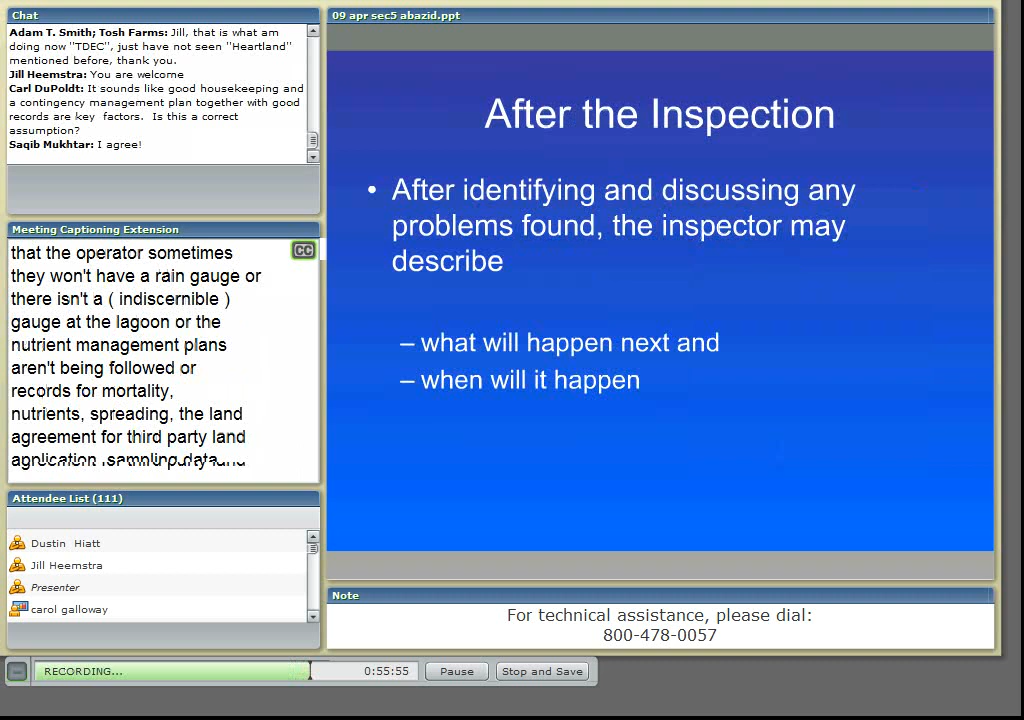 Chat
Adam T. Smith; Tosh Farms: Jill, that is what am
doing now "TDEC", just have not seen "Heartland"
mentioned before, thank you.
Jill Heemstra: You are welcome
Carl DuPoldt: It sounds like good housekeeping and
a contingency management plan together with good
records are key  factors.  Is this a correct
assumption?
Saqib Mukhtar: I agree!
Meeting Captioning Extension
CC
that the operator sometimes
they won't have a rain gauge or
there isn't a ( indiscernible )
gauge at the lagoon or the
nutrient management plans
aren't being followed or
records for mortality,
nutrients, spreading, the land
agreement for third party land
application
Attendee List (111)
Dustin  Hiatt
Jill Heemstra
Presenter
carol galloway
09 apr sec5 abazid.ppt
After the Inspection
• After identifying and discussing any
problems found, the inspector may
describe
– what will happen next and
– when will it happen
Note
For technical assistance, please dial:
800-478-0057
RECORDING...
0:55:55
Pause
Stop and Save